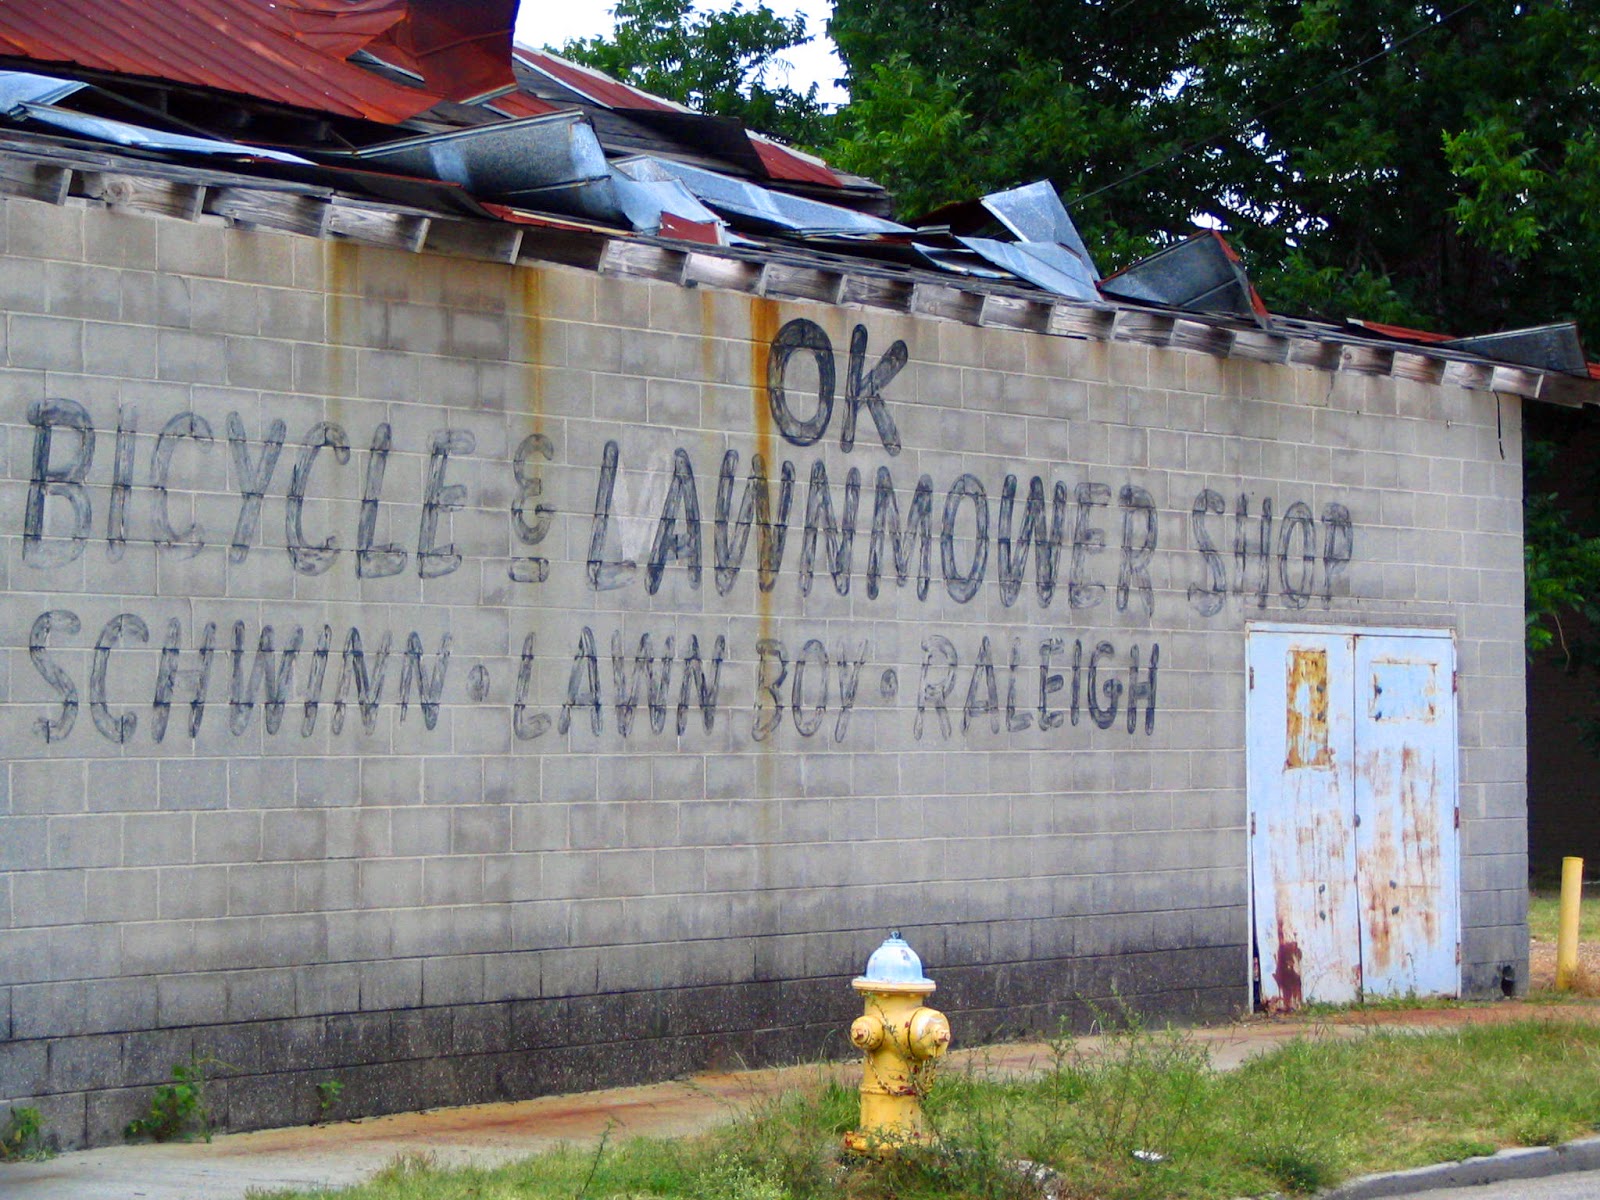 OK
BICYCLE & LAWNMOWER SHOP
SCHWINN • LAWN BOY • RALEIGH